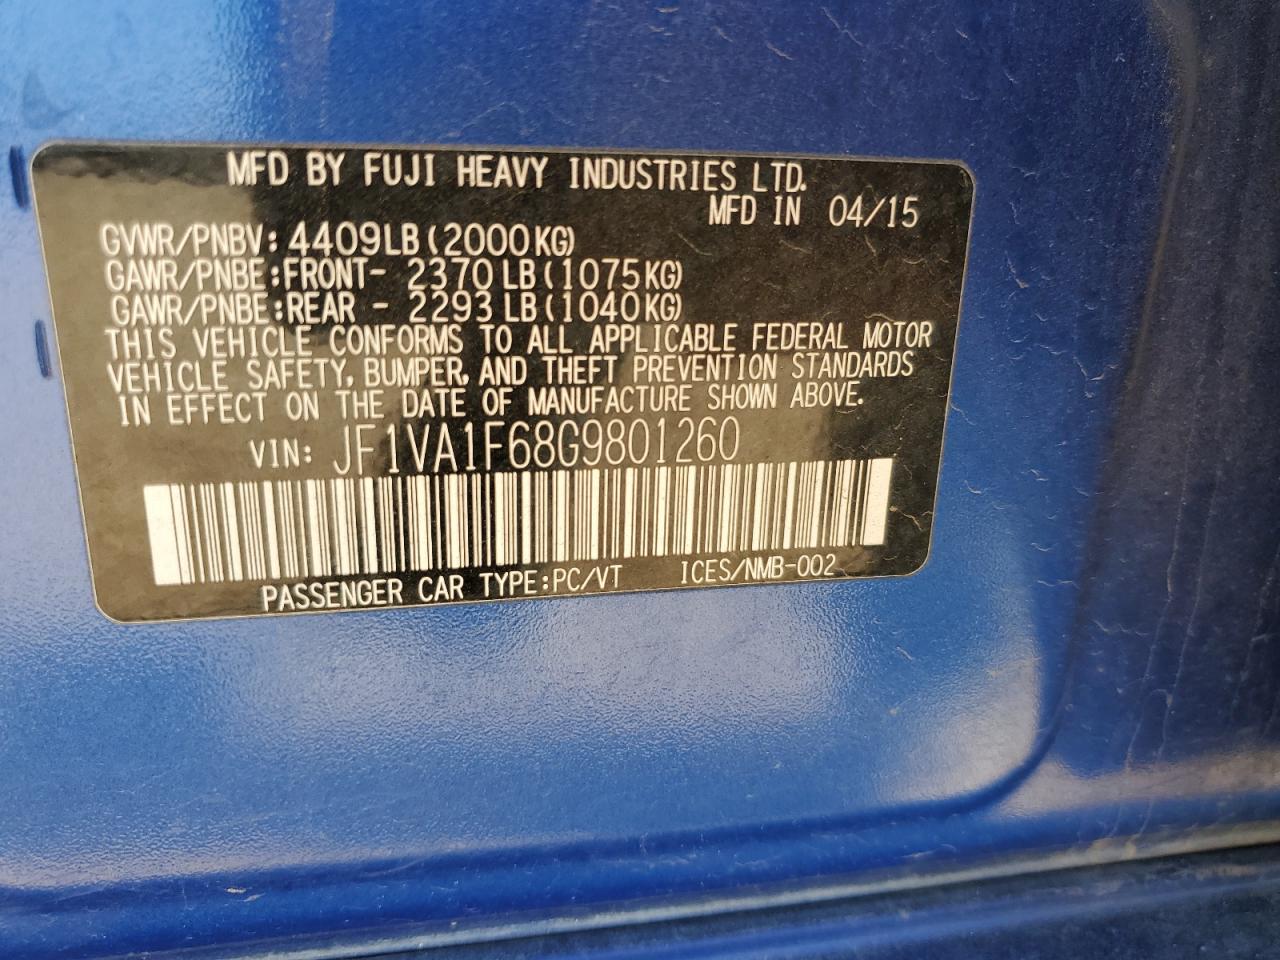 MFD BY FUJI HEAVY INDUSTRIES LTD.
MFD IN 04/15
GVWR/PNBV: 4409LB(2000KG)
GAWR/PNBE:FRONT- 2370LB(1075KG)
GAWR/PNBE:REAR - 2293LB(1040KG)
THIS VEHICLE CONFORMS TO ALL APPLICABLE FEDERAL MOTOR
VEHICLE SAFETY, BUMPER, AND THEFT PREVENTION STANDARDS
IN EFFECT ON THE DATE OF MANUFACTURE SHOWN ABOVE.
VIN: JF1VA1F68G9801260
PASSENGER CAR TYPE:PC/VT ICES/NMB-002